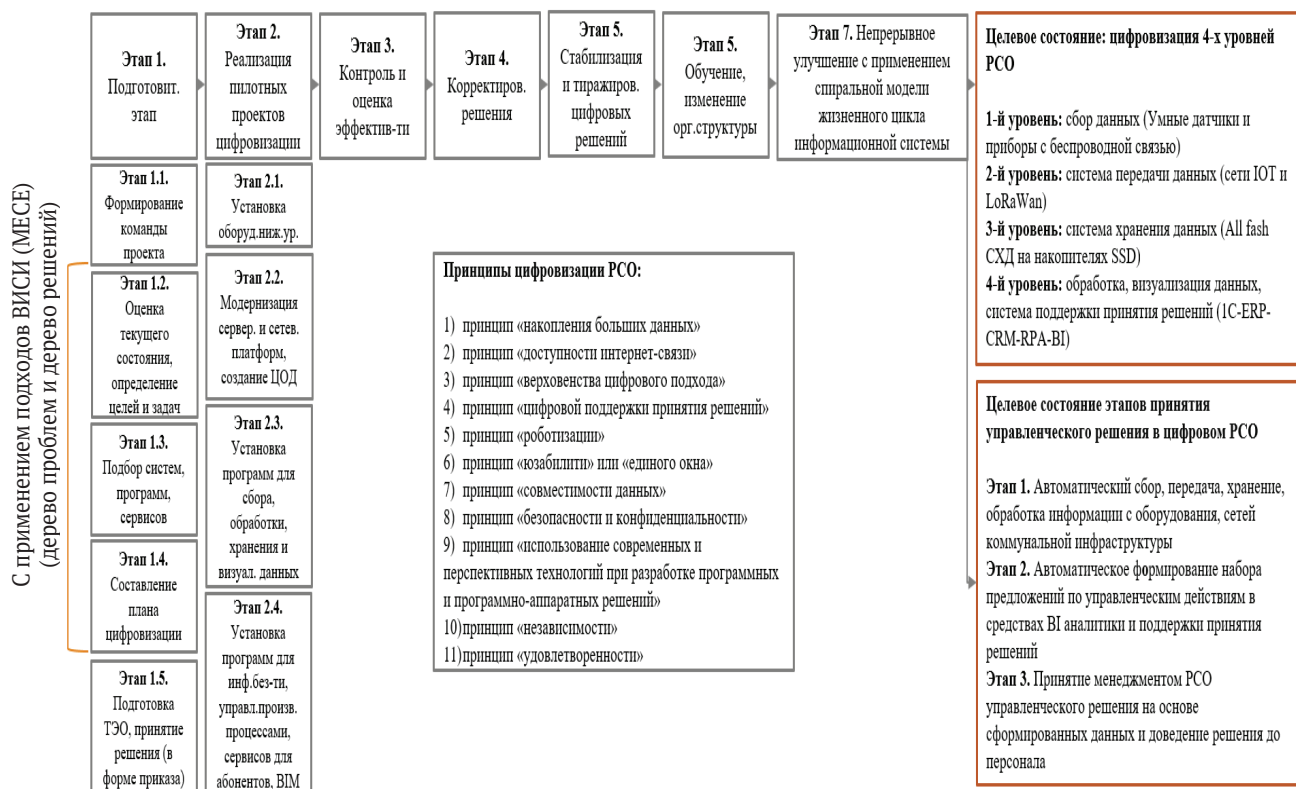 С применением подходов ВИСИ (MECE)
(дерево проблем и дерево решений)
Этап 1.
Подготовит.
этап
Этап 2.
Реализация
пилотных
проектов
цифровизации
Этап 3.
Контроль и
оценка
эффектив-ти
Этап 4.
Корректиров.
решения
Этап 5.
Стабилизация
и тиражиров.
цифровых
решений
Этап 5.
Обучение,
изменение
орг.структуры
Этап 7. Непрерывное
улучшение с применением
спиральной модели
жизненного цикла
информационной системы
Этап 1.1.
Формирование
команды
проекта
Этап 1.2.
Оценка
текущего
состояния,
определение
целей и задач
Этап 1.3.
Подбор систем,
программ,
сервисов
Этап 1.4.
Составление
плана
цифровизации
Этап 1.5.
Подготовка
ТЭО, принятие
решения (в
форме приказа)
Этап 2.1.
Установка
оборуд.ниж.ур.
Этап 2.2.
Модернизация
сервер. и сетев.
платформ,
создание ЦОД
Этап 2.3.
Установка
программ для
сбора,
обработки,
хранения и
визуал. данных
Этап 2.4.
Установка
программ для
инф.без-ти,
управл.произв.
процессами,
сервисов для
абонентов, BIM
Принципы цифровизации РСО:
1) принцип «накопления больших данных»
2) принцип «доступности интернет-связи»
3) принцип «верховенства цифрового подхода»
4) принцип «цифровой поддержки принятия решений»
5) принцип «роботизации»
6) принцип «юзабилити» или «единого окна»
7) принцип «совместимости данных»
8) принцип «безопасности и конфиденциальности»
9) принцип «использование современных и
перспективных технологий при разработке программных
и программно-аппаратных решений»
10)принцип «независимости»
11)принцип «удовлетворенности»
Целевое состояние: цифровизация 4-х уровней
РСО
1-й уровень: сбор данных (Умные датчики и
приборы с беспроводной связью)
2-й уровень: система передачи данных (сети IOT и
LoRaWan)
3-й уровень: система хранения данных (All fash
СХД на накопителях SSD)
4-й уровень: обработка, визуализация данных,
система поддержки принятия решений (1C-ERP-
CRM-RPA-BI)
Целевое состояние этапов принятия
управленческого решения в цифровом РСО
Этап 1. Автоматический сбор, передача, хранение,
обработка информации с оборудования, сетей
коммунальной инфраструктуры
Этап 2. Автоматическое формирование набора
предложений по управленческим действиям в
средствах BI аналитики и поддержки принятия
решений
Этап 3. Принятие менеджментом РСО
управленческого решения на основе
сформированных данных и доведение решения до
персонала